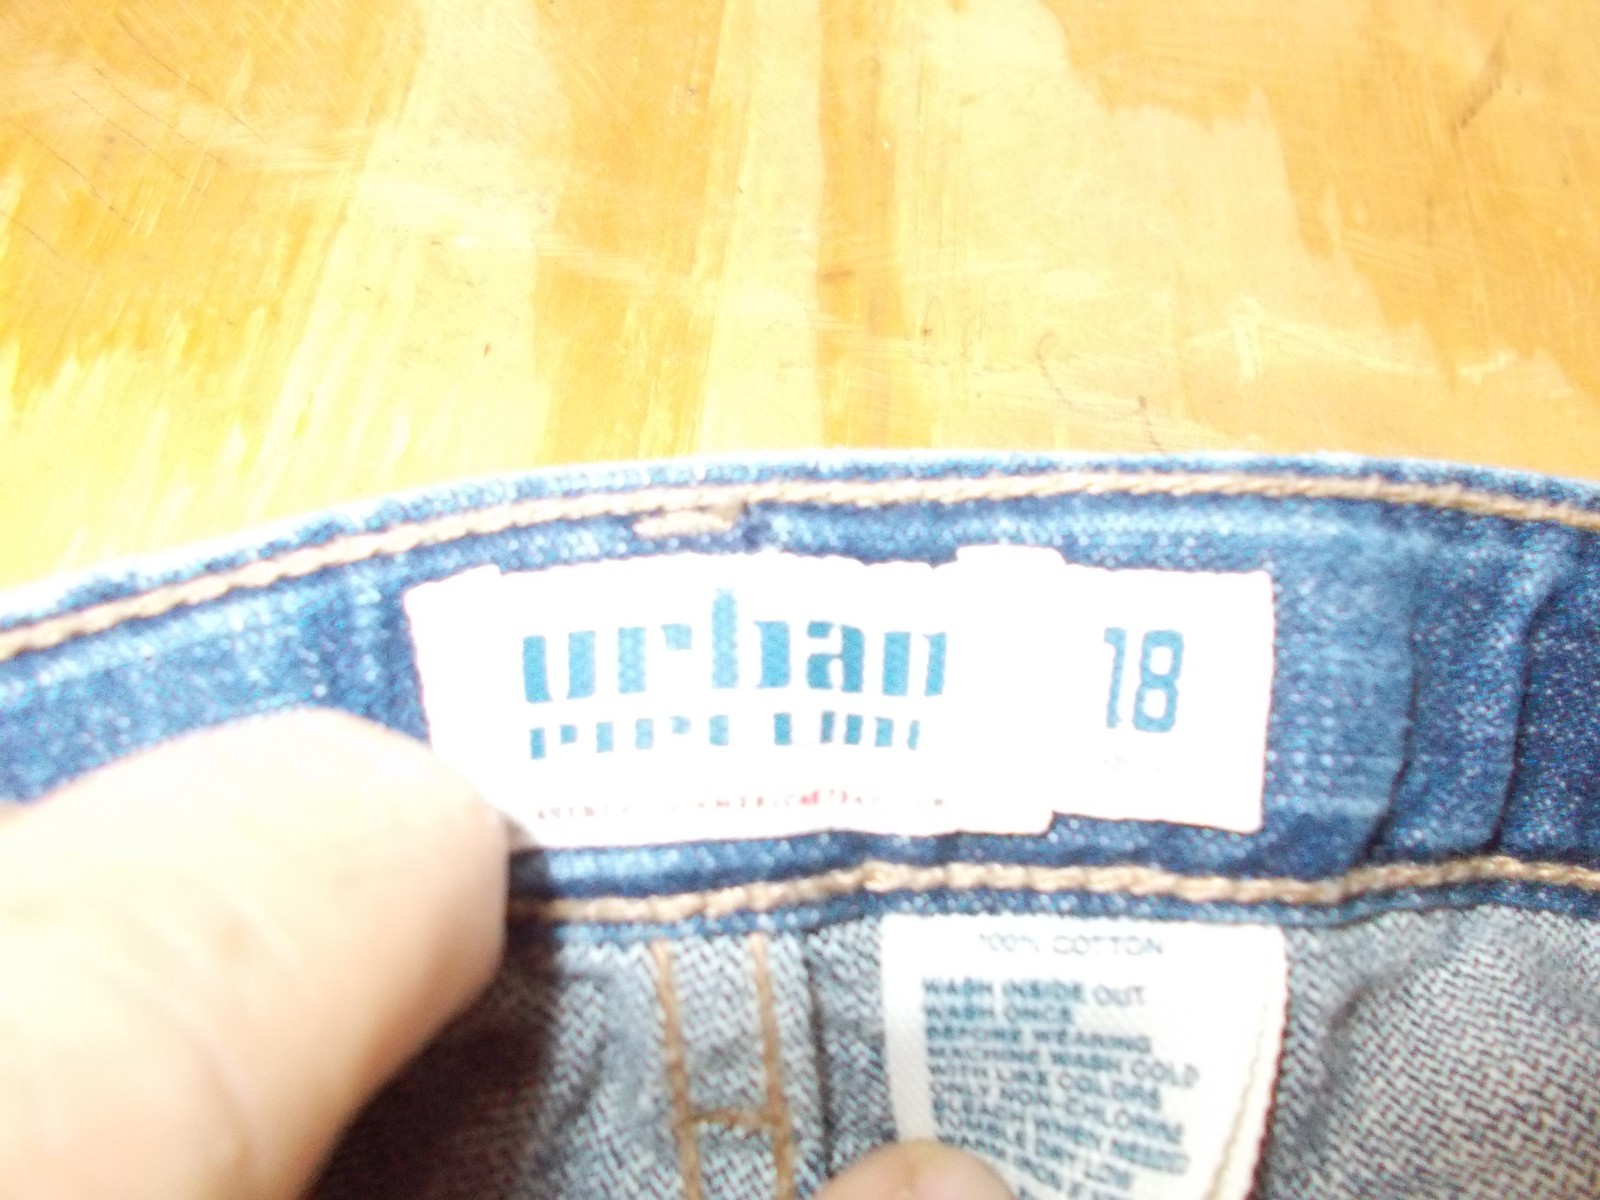 urban
PIPELINE
18
100% COTTON
WASH INSIDE OUT
WASH ONCE
BEFORE WEARING
MACHINE WASH COLD
WITH LIKE COLORS
ONLY NON-CHLORINE
BLEACH WHEN NEEDED
TUMBLE DRY LOW